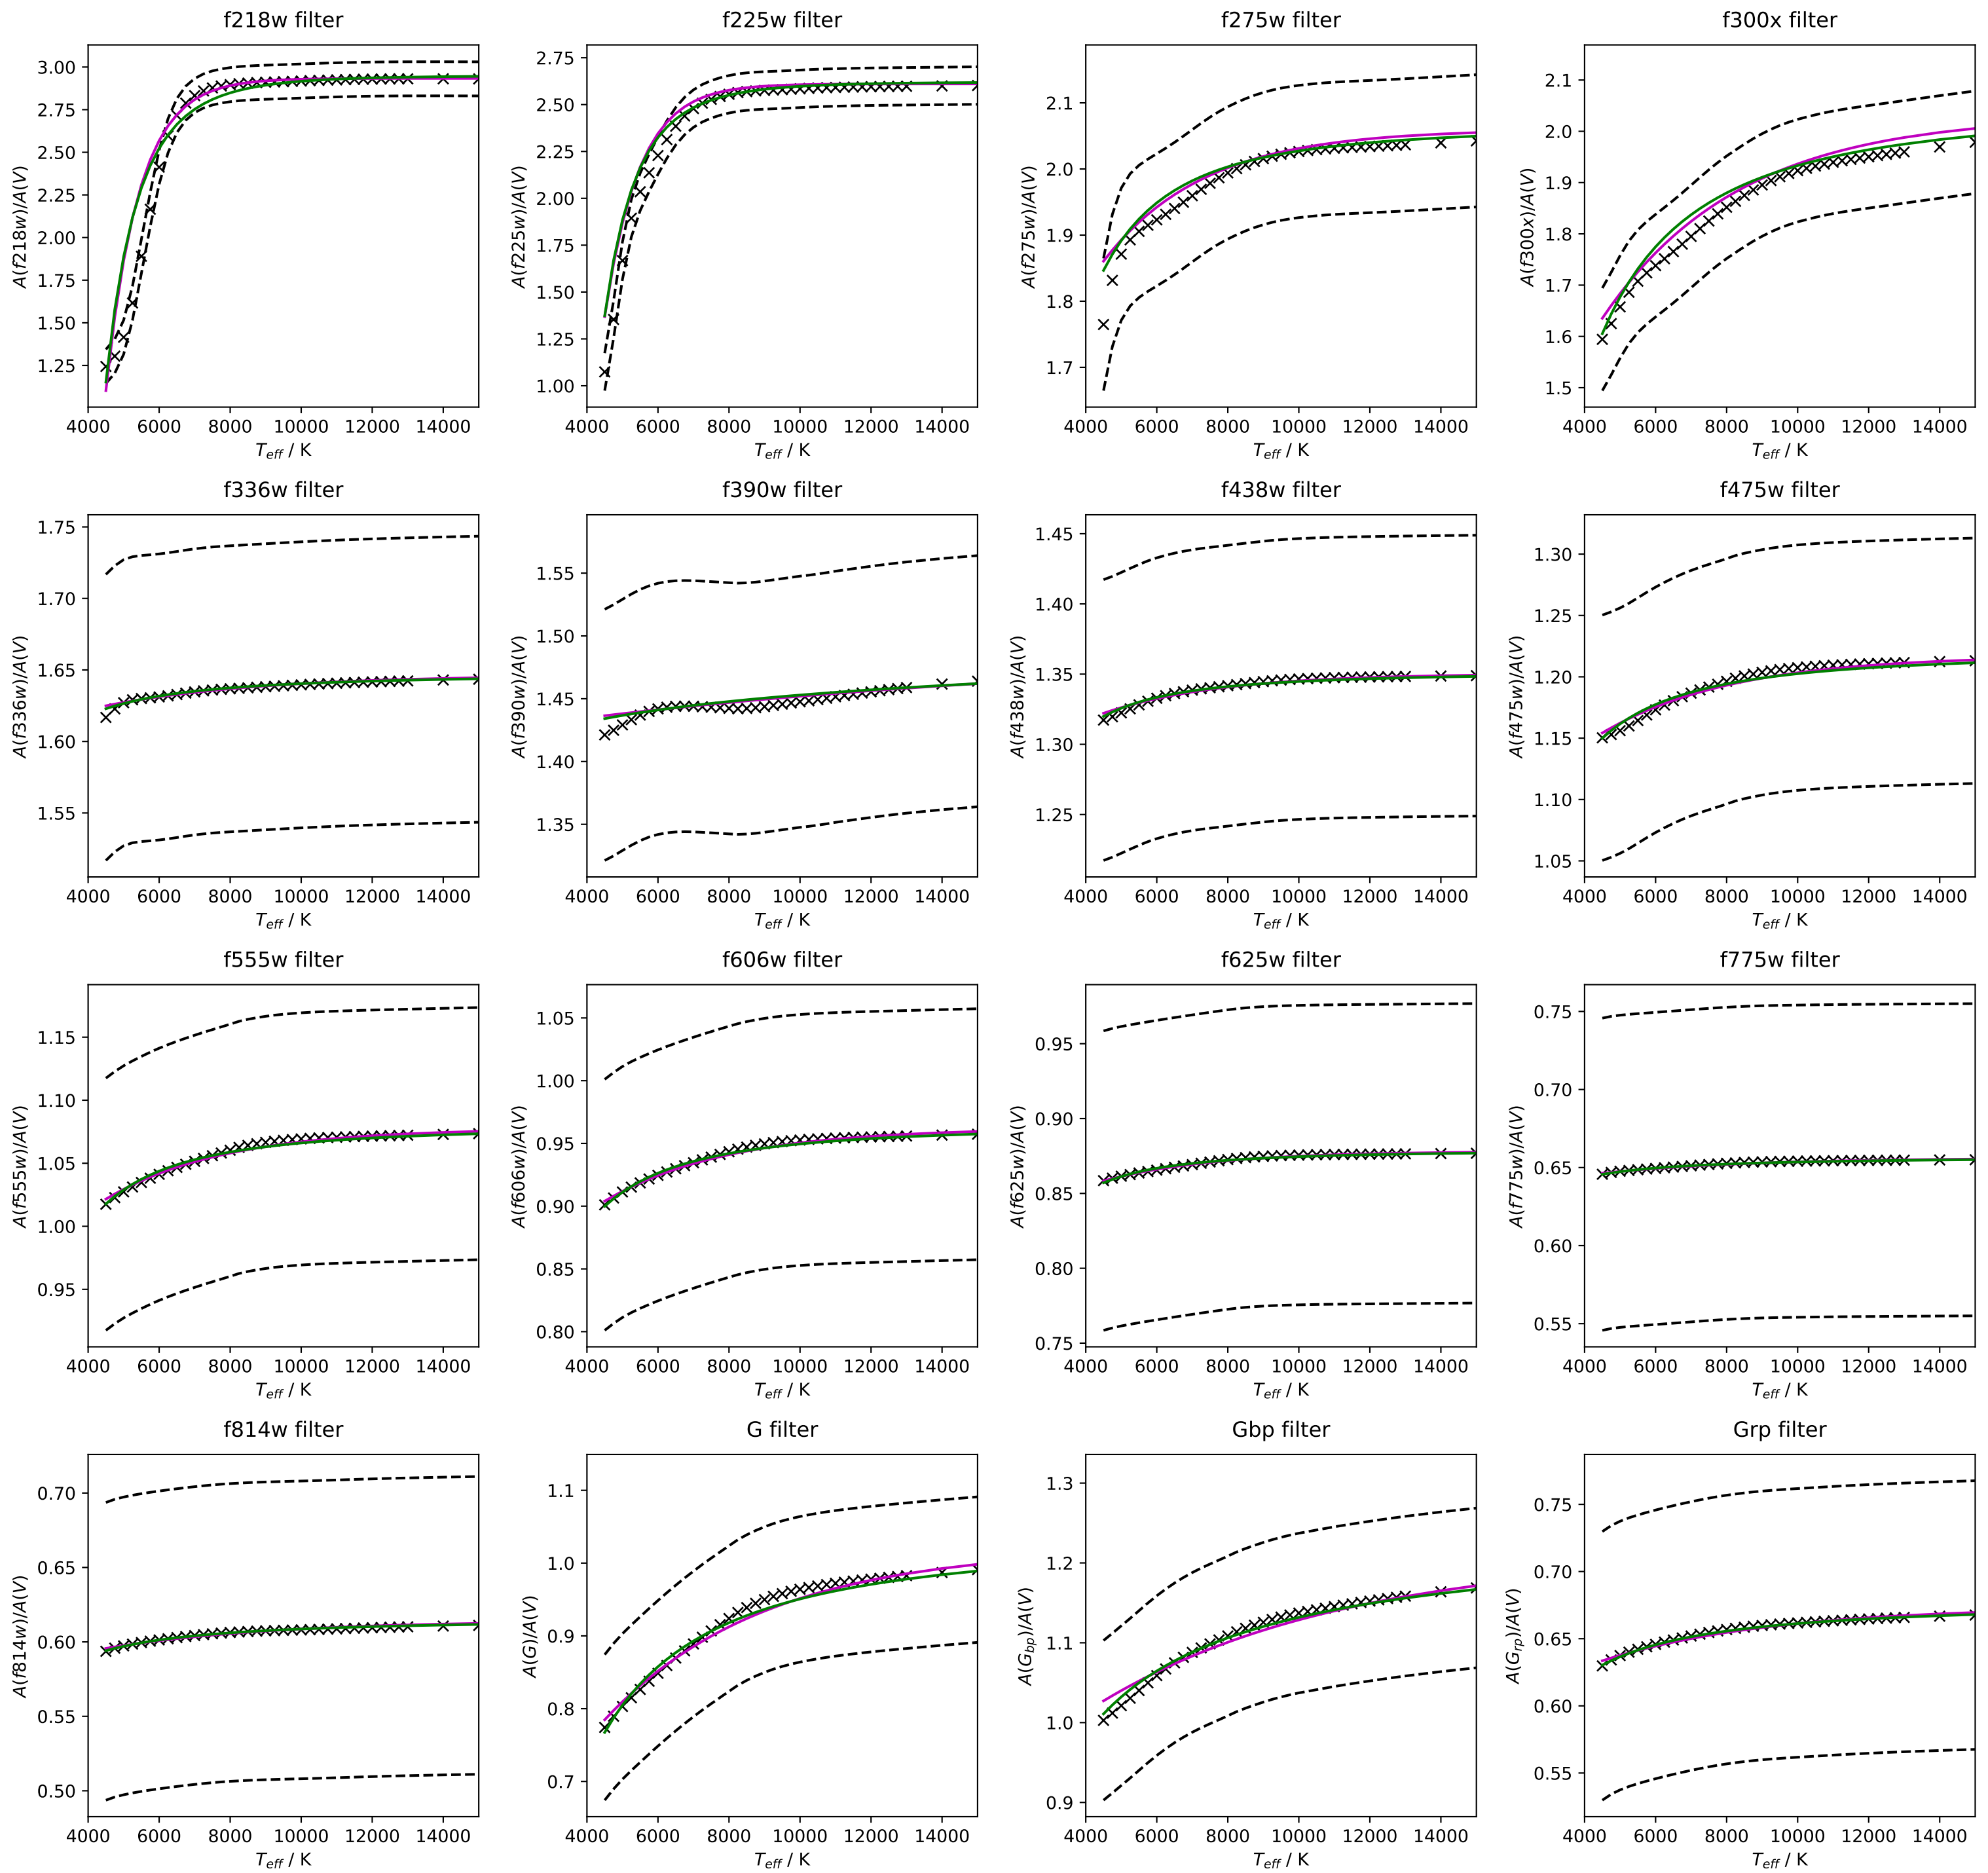 f218w filter
A(f218w)/A(V)
3.00
2.75
2.50
2.25
2.00
1.75
1.50
1.25
4000 6000 8000 10000 12000 14000
T_eff / K
f225w filter
A(f225w)/A(V)
2.75
2.50
2.25
2.00
1.75
1.50
1.25
1.00
4000 6000 8000 10000 12000 14000
T_eff / K
f275w filter
A(f275w)/A(V)
2.1
2.0
1.9
1.8
1.7
4000 6000 8000 10000 12000 14000
T_eff / K
f300x filter
A(f300x)/A(V)
2.1
2.0
1.9
1.8
1.7
1.6
1.5
4000 6000 8000 10000 12000 14000
T_eff / K
f336w filter
A(f336w)/A(V)
1.75
1.70
1.65
1.60
1.55
4000 6000 8000 10000 12000 14000
T_eff / K
f390w filter
A(f390w)/A(V)
1.55
1.50
1.45
1.40
1.35
4000 6000 8000 10000 12000 14000
T_eff / K
f438w filter
A(f438w)/A(V)
1.45
1.40
1.35
1.30
1.25
4000 6000 8000 10000 12000 14000
T_eff / K
f475w filter
A(f475w)/A(V)
1.30
1.25
1.20
1.15
1.10
1.05
4000 6000 8000 10000 12000 14000
T_eff / K
f555w filter
A(f555w)/A(V)
1.15
1.10
1.05
1.00
0.95
4000 6000 8000 10000 12000 14000
T_eff / K
f606w filter
A(f606w)/A(V)
1.05
1.00
0.95
0.90
0.85
0.80
4000 6000 8000 10000 12000 14000
T_eff / K
f625w filter
A(f625w)/A(V)
0.95
0.90
0.85
0.80
0.75
4000 6000 8000 10000 12000 14000
T_eff / K
f775w filter
A(f775w)/A(V)
0.75
0.70
0.65
0.60
0.55
4000 6000 8000 10000 12000 14000
T_eff / K
f814w filter
A(f814w)/A(V)
0.70
0.65
0.60
0.55
0.50
4000 6000 8000 10000 12000 14000
T_eff / K
G filter
A(G)/A(V)
1.1
1.0
0.9
0.8
0.7
4000 6000 8000 10000 12000 14000
T_eff / K
Gbp filter
A(G_bp)/A(V)
1.3
1.2
1.1
1.0
0.9
4000 6000 8000 10000 12000 14000
T_eff / K
Grp filter
A(G_rp)/A(V)
0.75
0.70
0.65
0.60
0.55
4000 6000 8000 10000 12000 14000
T_eff / K